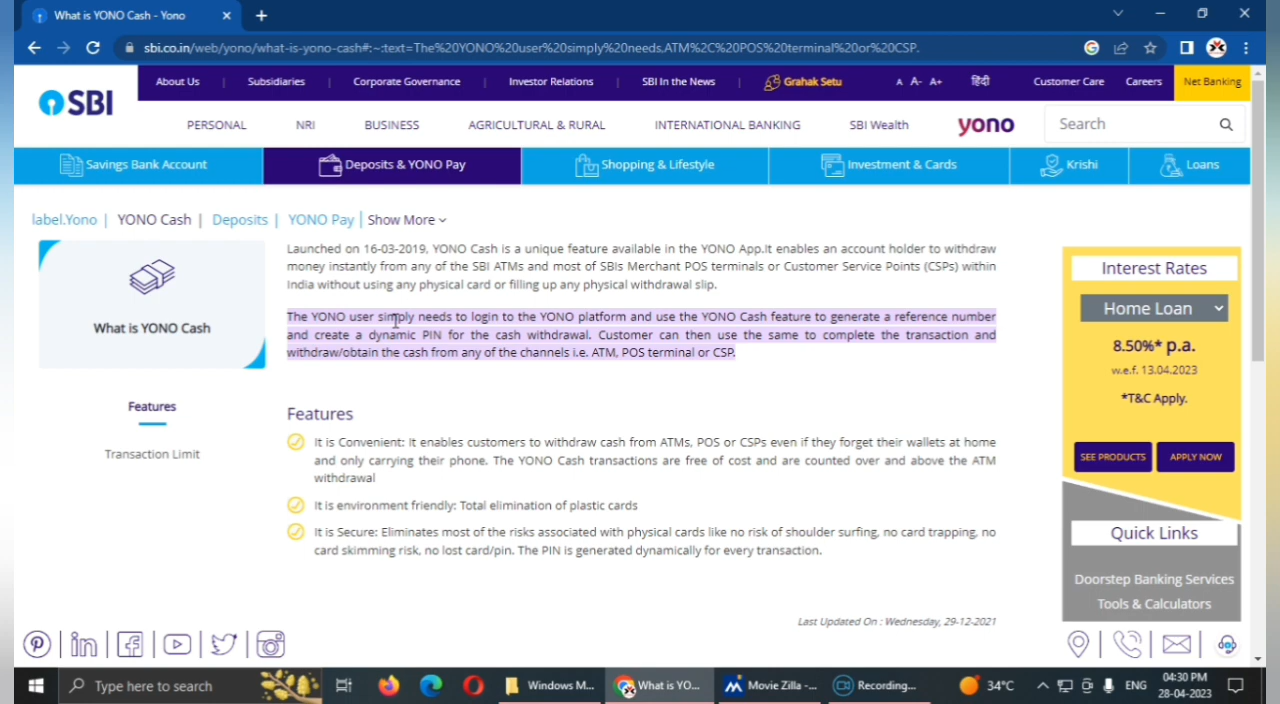 What is YONO Cash - Yono
sbi.co.in/web/yono/what-is-yono-cash#:~:text=The%20YONO%20user%20simply%20needs,ATM%2C%20POS%20terminal%20or%20CSP.
About Us | Subsidiaries | Corporate Governance | Investor Relations | SBI In the News | Grahak Setu A A- A+ हिंदी Customer Care Careers Net Banking
SBI
PERSONAL NRI BUSINESS AGRICULTURAL & RURAL INTERNATIONAL BANKING SBI Wealth yono Search
Savings Bank Account Deposits & YONO Pay Shopping & Lifestyle Investment & Cards Krishi Loans
label.Yono | YONO Cash | Deposits | YONO Pay | Show More
Launched on 16-03-2019, YONO Cash is a unique feature available in the YONO App.It enables an account holder to withdraw
money instantly from any of the SBI ATMs and most of SBIs Merchant POS terminals or Customer Service Points (CSPs) within
India without using any physical card or filling up any physical withdrawal slip.
What is YONO Cash
The YONO user simply needs to login to the YONO platform and use the YONO Cash feature to generate a reference number
and create a dynamic PIN for the cash withdrawal. Customer can then use the same to complete the transaction and
withdraw/obtain the cash from any of the channels i.e. ATM, POS terminal or CSP.
Features
Transaction Limit
Features
It is Convenient: It enables customers to withdraw cash from ATMs, POS or CSPs even if they forget their wallets at home
and only carrying their phone. The YONO Cash transactions are free of cost and are counted over and above the ATM
withdrawal
It is environment friendly: Total elimination of plastic cards
It is Secure: Eliminates most of the risks associated with physical cards like no risk of shoulder surfing, no card trapping, no
card skimming risk, no lost card/pin. The PIN is generated dynamically for every transaction.
Last Updated On : Wednesday, 29-12-2021
Interest Rates
Home Loan
8.50%* p.a.
w.e.f. 13.04.2023
*T&C Apply.
SEE PRODUCTS APPLY NOW
Quick Links
Doorstep Banking Services
Tools & Calculators
Type here to search Windows M... What is YO... Movie Zilla -... Recording... 34°C ENG 04:30 PM
28-04-2023